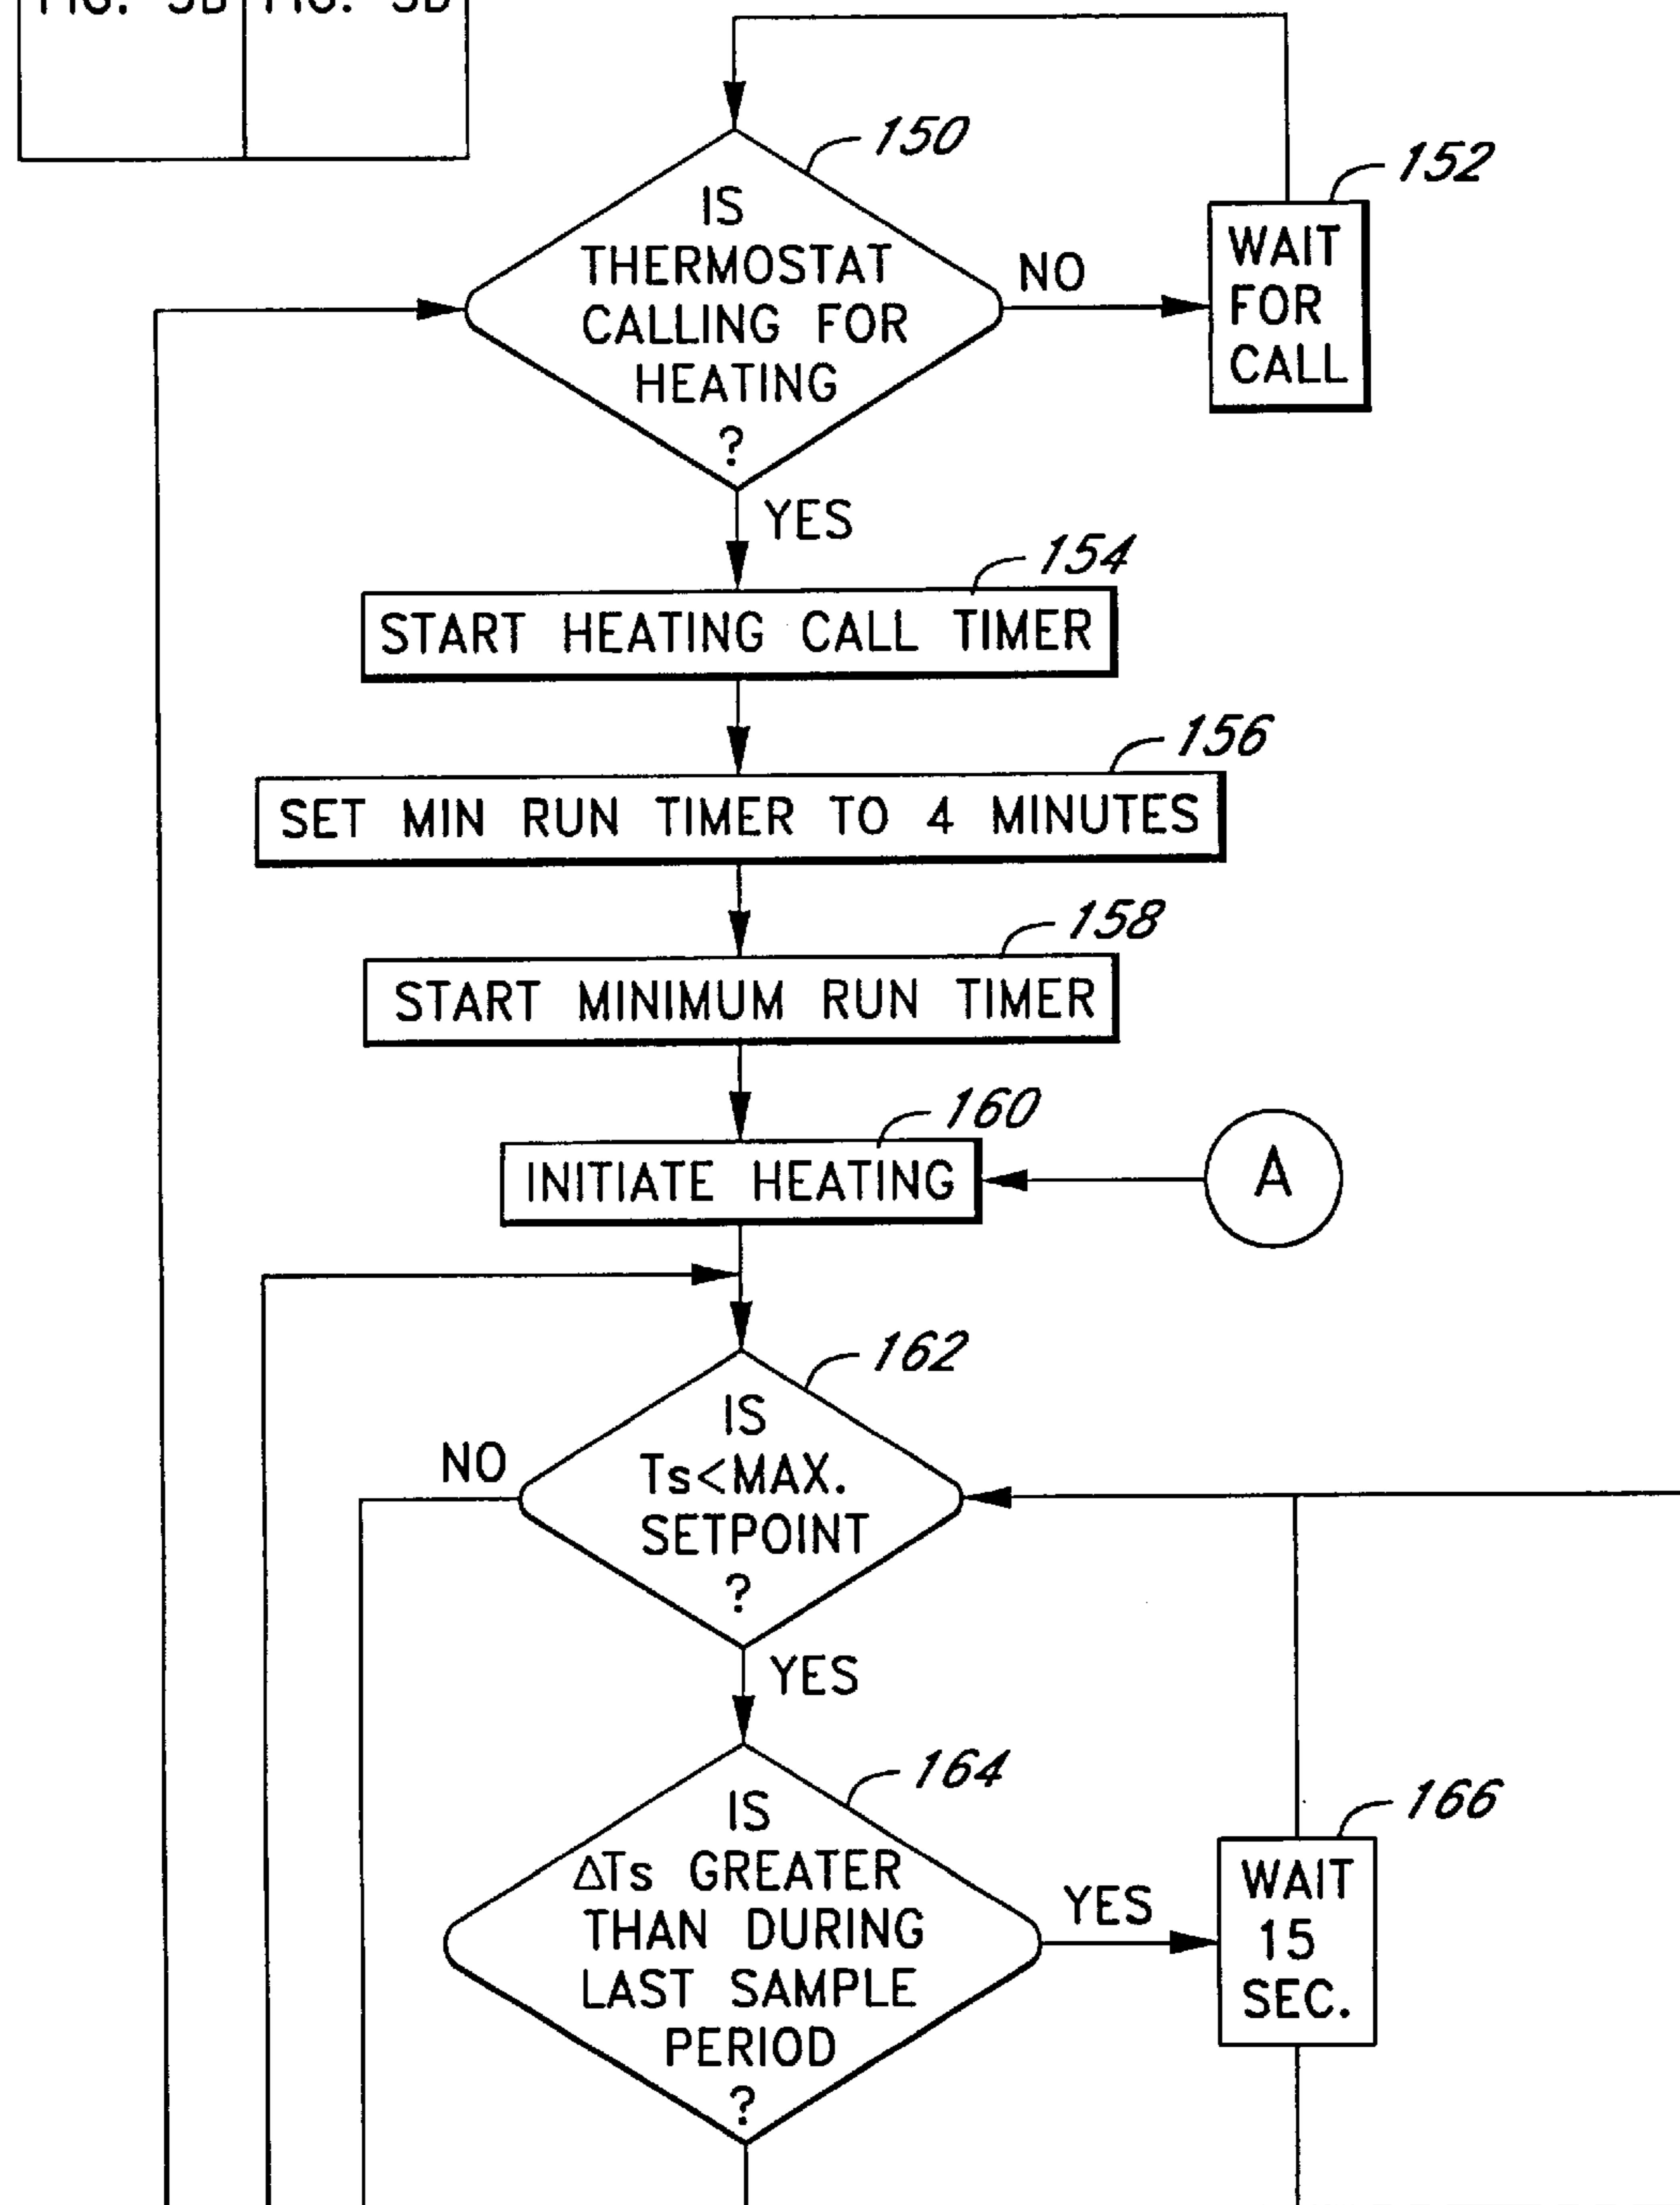 150
IS
THERMOSTAT
CALLING FOR
HEATING
?
NO
152
WAIT
FOR
CALL
YES
154
START HEATING CALL TIMER
156
SET MIN RUN TIMER TO 4 MINUTES
158
START MINIMUM RUN TIMER
160
INITIATE HEATING
A
162
IS
Ts<MAX.
SETPOINT
?
NO
YES
164
IS
ΔTs GREATER
THAN DURING
LAST SAMPLE
PERIOD
?
YES
166
WAIT
15
SEC.